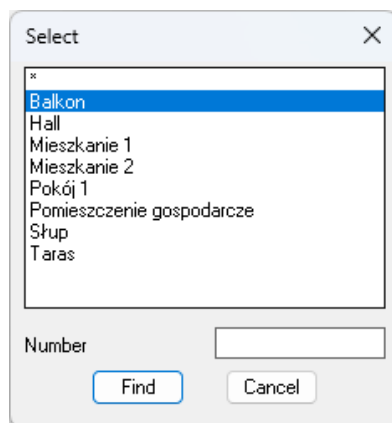 Select
*
Balkon
Hall
Mieszkanie 1
Mieszkanie 2
Pokój 1
Pomieszczenie gospodarcze
Słup
Taras
Number
Find Cancel